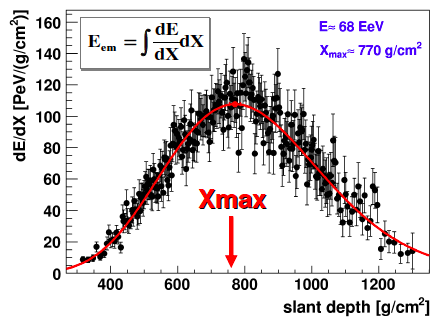 dE/dX [PeV/(g/cm²)]
160
140
120
100
80
60
40
20
0
E_em = ∫ dE/dX dX
E≈ 68 EeV
X_max≈ 770 g/cm²
Xmax
400 600 800 1000 1200
slant depth [g/cm²]